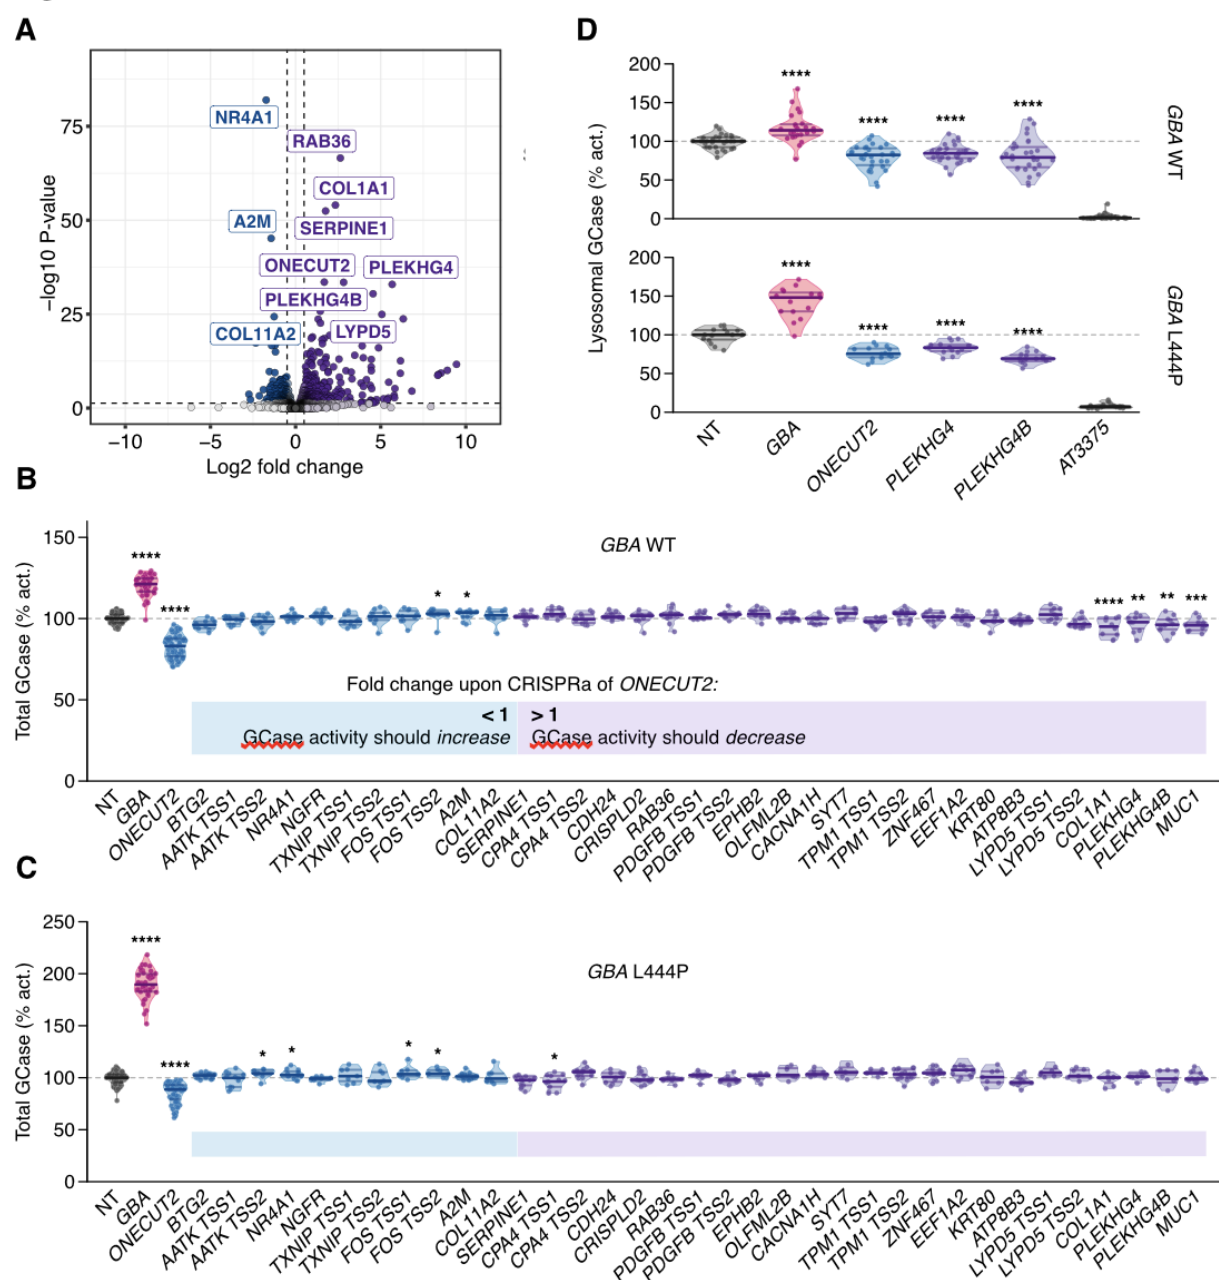 A
−log10 P-value
75
50
25
0
NR4A1
RAB36
COL1A1
A2M
SERPINE1
ONECUT2
PLEKHG4
PLEKHG4B
COL11A2
LYPD5
−10
−5
0
5
10
Log2 fold change
D
Lysosomal GCase (% act.)
200
150
100
50
0
****
****
****
****
GBA WT
200
150
100
50
0
****
****
****
****
GBA L444P
NT
GBA
ONECUT2
PLEKHG4
PLEKHG4B
AT3375
B
Total GCase (% act.)
150
100
50
0
GBA WT
****
****
*
*
****
**
**
***
Fold change upon CRISPRa of ONECUT2:
< 1
> 1
GCase activity should increase
GCase activity should decrease
NT
GBA
ONECUT2
BTG2
AATK TSS1
AATK TSS2
NR4A1
NGFR
TXNIP TSS1
TXNIP TSS2
FOS TSS1
FOS TSS2
A2M
COL11A2
SERPINE1
CPA4 TSS1
CPA4 TSS2
CDH24
CRISPLD2
RAB36
PDGFB TSS1
PDGFB TSS2
EPHB2
OLFML2B
CACNA1H
SYT7
TPM1 TSS1
TPM1 TSS2
ZNF467
EEF1A2
KRT80
ATP8B3
LYPD5 TSS1
LYPD5 TSS2
COL1A1
PLEKHG4
PLEKHG4B
MUC1
C
Total GCase (% act.)
250
200
150
100
50
0
GBA L444P
****
****
*
*
*
*
*
NT
GBA
ONECUT2
BTG2
AATK TSS1
AATK TSS2
NR4A1
NGFR
TXNIP TSS1
TXNIP TSS2
FOS TSS1
FOS TSS2
A2M
COL11A2
SERPINE1
CPA4 TSS1
CPA4 TSS2
CDH24
CRISPLD2
RAB36
PDGFB TSS1
PDGFB TSS2
EPHB2
OLFML2B
CACNA1H
SYT7
TPM1 TSS1
TPM1 TSS2
ZNF467
EEF1A2
KRT80
ATP8B3
LYPD5 TSS1
LYPD5 TSS2
COL1A1
PLEKHG4
PLEKHG4B
MUC1